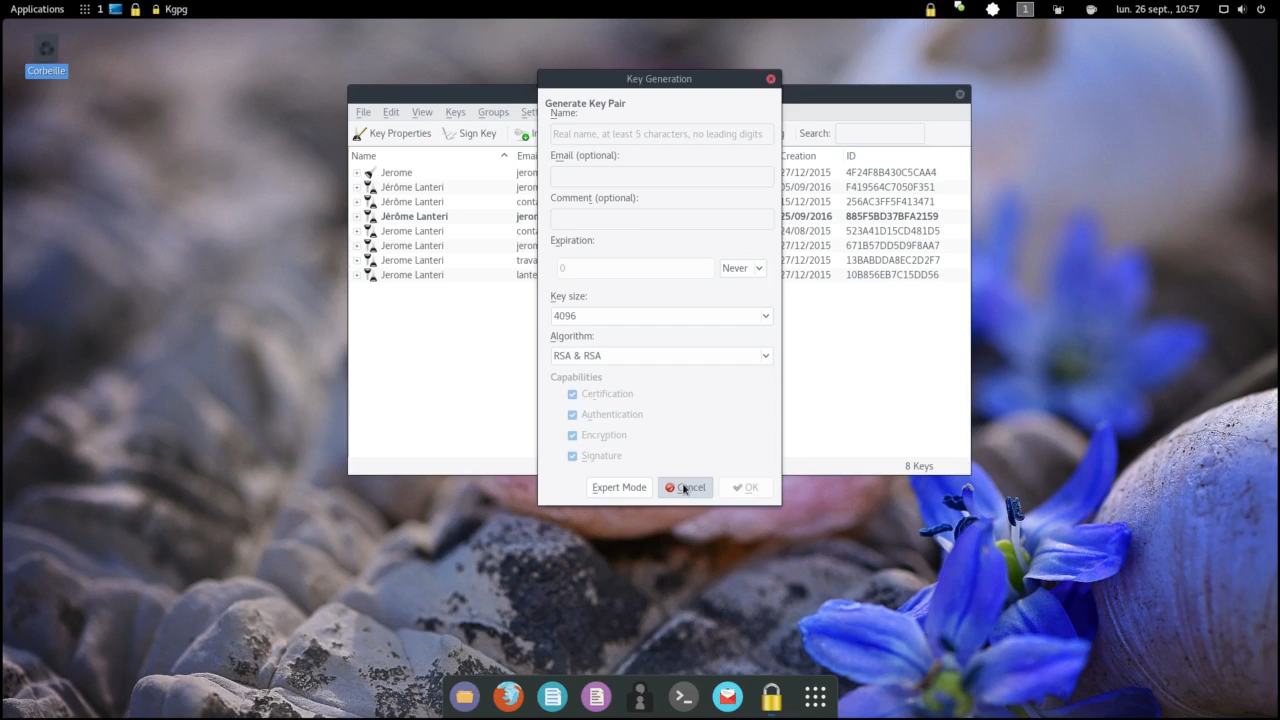 Applications 1 Kgpg 1 lun. 26 sept., 10:57
Corbeille
Key Generation
File Edit View Keys Groups
Key Properties Sign Key Search:
Name Creation ID
Jerome 27/12/2015 4F24F8B430C5CAA4
Jérôme Lanteri 05/09/2016 F419564C7050F351
Jérôme Lanteri 15/12/2015 256AC3FF5F413471
Jérôme Lanteri 25/09/2016 885F5BD37BFA2159
Jerome Lanteri 24/08/2015 523A41D15CD481D5
Jerome Lanteri 27/12/2015 671B57DD5D9F8AA7
Jerome Lanteri 27/12/2015 13BABDDA8EC2D2F7
Jerome Lanteri 27/12/2015 10B856EB7C15DD56
8 Keys
Generate Key Pair
Name:
Real name, at least 5 characters, no leading digits
Email (optional):
Comment (optional):
Expiration:
0 Never
Key size:
4096
Algorithm:
RSA & RSA
Capabilities
Certification
Authentication
Encryption
Signature
Expert Mode Cancel OK